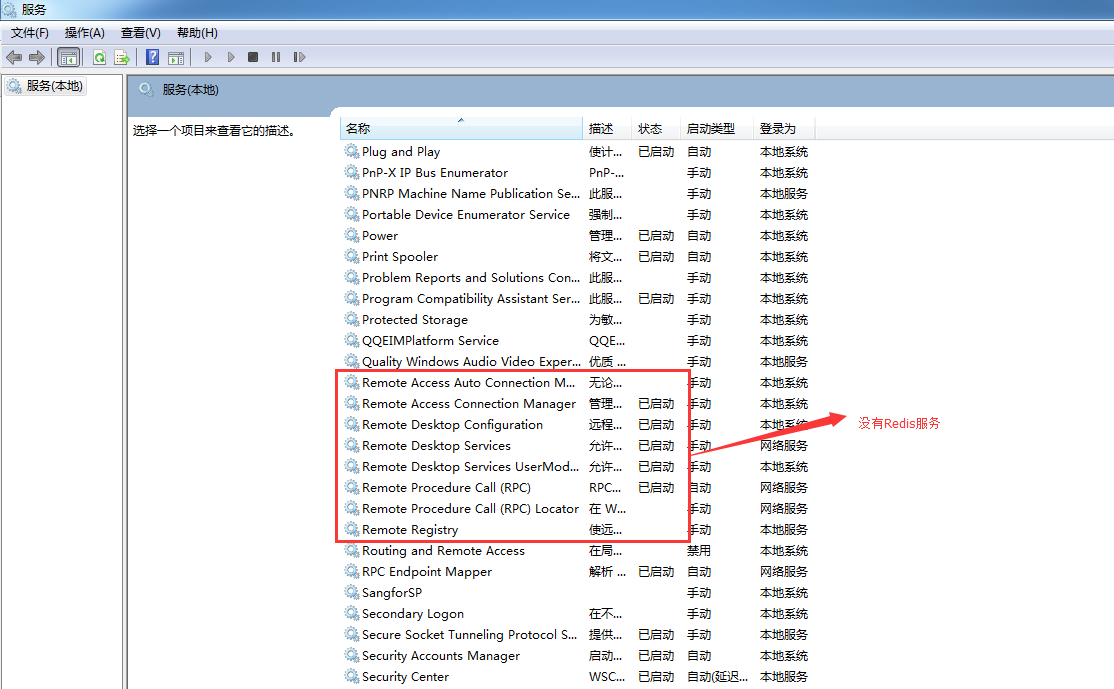 服务
文件(F) 操作(A) 查看(V) 帮助(H)
服务(本地)
服务(本地)
选择一个项目来查看它的描述。
名称 描述 状态 启动类型 登录为
Plug and Play 使计... 已启动 自动 本地系统
PnP-X IP Bus Enumerator PnP-... 手动 本地系统
PNRP Machine Name Publication Se... 此服... 手动 本地服务
Portable Device Enumerator Service 强制... 手动 本地系统
Power 管理... 已启动 自动 本地系统
Print Spooler 将文... 已启动 自动 本地系统
Problem Reports and Solutions Con... 此服... 手动 本地系统
Program Compatibility Assistant Ser... 此服... 已启动 手动 本地系统
Protected Storage 为敏... 手动 本地系统
QQEIMPlatform Service QQE... 手动 本地系统
Quality Windows Audio Video Exper... 优质 ... 手动 本地服务
Remote Access Auto Connection M... 无论... 手动 本地系统
Remote Access Connection Manager 管理... 已启动 手动 本地系统
Remote Desktop Configuration 远程... 已启动 手动 本地系统
没有Redis服务
Remote Desktop Services 允许... 已启动 手动 网络服务
Remote Desktop Services UserMod... 允许... 已启动 手动 本地系统
Remote Procedure Call (RPC) RPC... 已启动 自动 网络服务
Remote Procedure Call (RPC) Locator 在 W... 手动 网络服务
Remote Registry 使远... 手动 本地服务
Routing and Remote Access 在局... 禁用 本地系统
RPC Endpoint Mapper 解析 ... 已启动 自动 网络服务
SangforSP 手动 本地系统
Secondary Logon 在不... 手动 本地系统
Secure Socket Tunneling Protocol S... 提供... 已启动 手动 本地服务
Security Accounts Manager 启动... 已启动 自动 本地系统
Security Center WSC... 已启动 自动(延迟... 本地服务